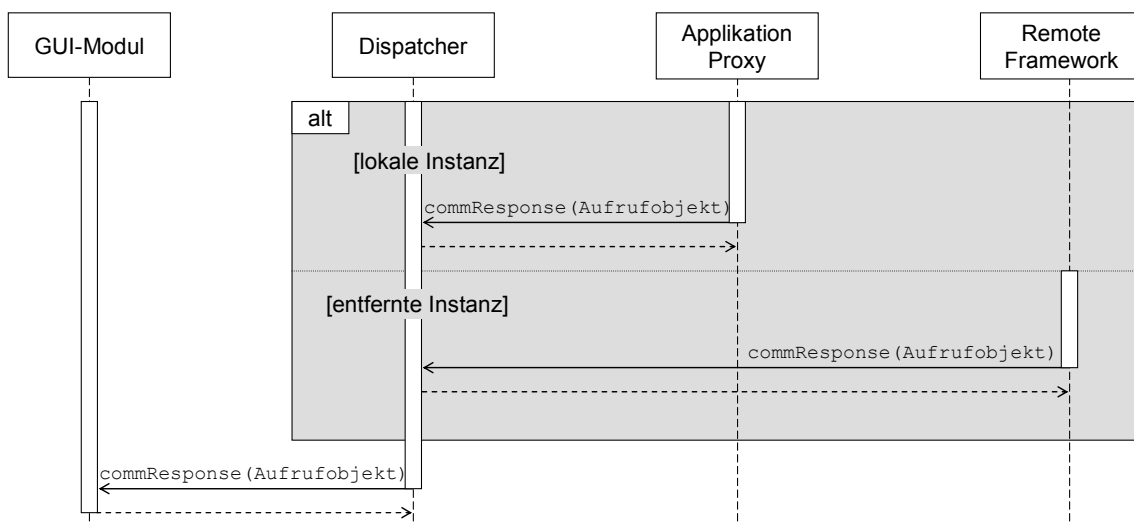 GUI-Modul
Dispatcher
Applikation
Proxy
Remote
Framework
alt
[lokale Instanz]
commResponse(Aufrufobjekt)
[entfernte Instanz]
commResponse(Aufrufobjekt)
commResponse(Aufrufobjekt)